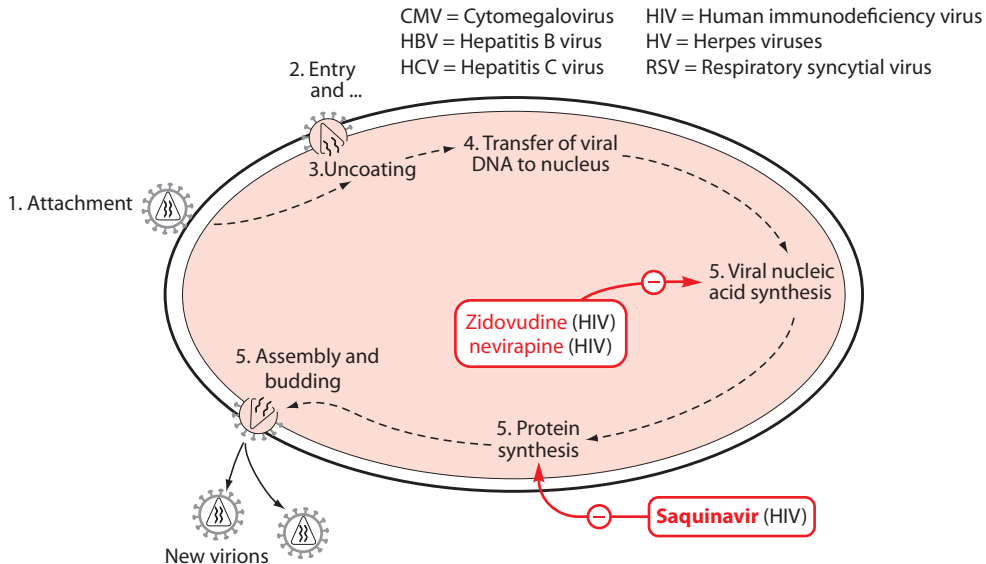 CMV = Cytomegalovirus
HBV = Hepatitis B virus
HCV = Hepatitis C virus
HIV = Human immunodeficiency virus
HV = Herpes viruses
RSV = Respiratory syncytial virus
1. Attachment
2. Entry
and ...
3.Uncoating
4. Transfer of viral
DNA to nucleus
5. Viral nucleic
acid synthesis
Zidovudine (HIV)
nevirapine (HIV)
5. Protein
synthesis
Saquinavir (HIV)
5. Assembly and
budding
New virions